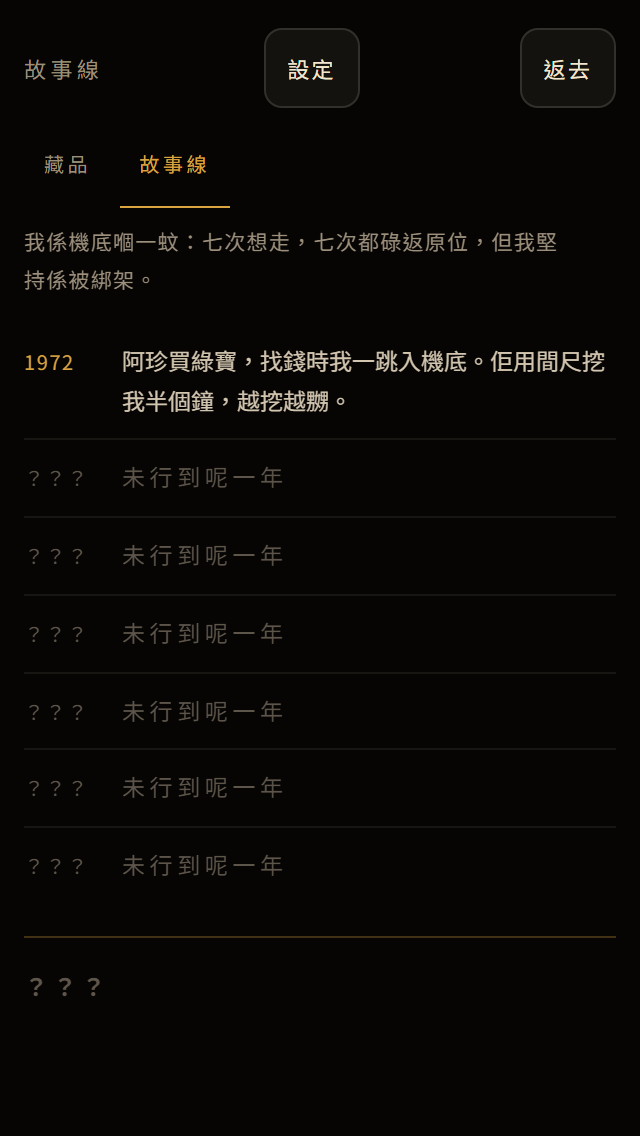 故事線
設定
返去
藏品
故事線
我係機底嗰一蚊：七次想走，七次都碌返原位，但我堅
持係被綁架。
1972
阿珍買綠寶，找錢時我一跳入機底。佢用間尺挖
我半個鐘，越挖越嬲。
？？？ 未行到呢一年
？？？ 未行到呢一年
？？？ 未行到呢一年
？？？ 未行到呢一年
？？？ 未行到呢一年
？？？ 未行到呢一年
？？？